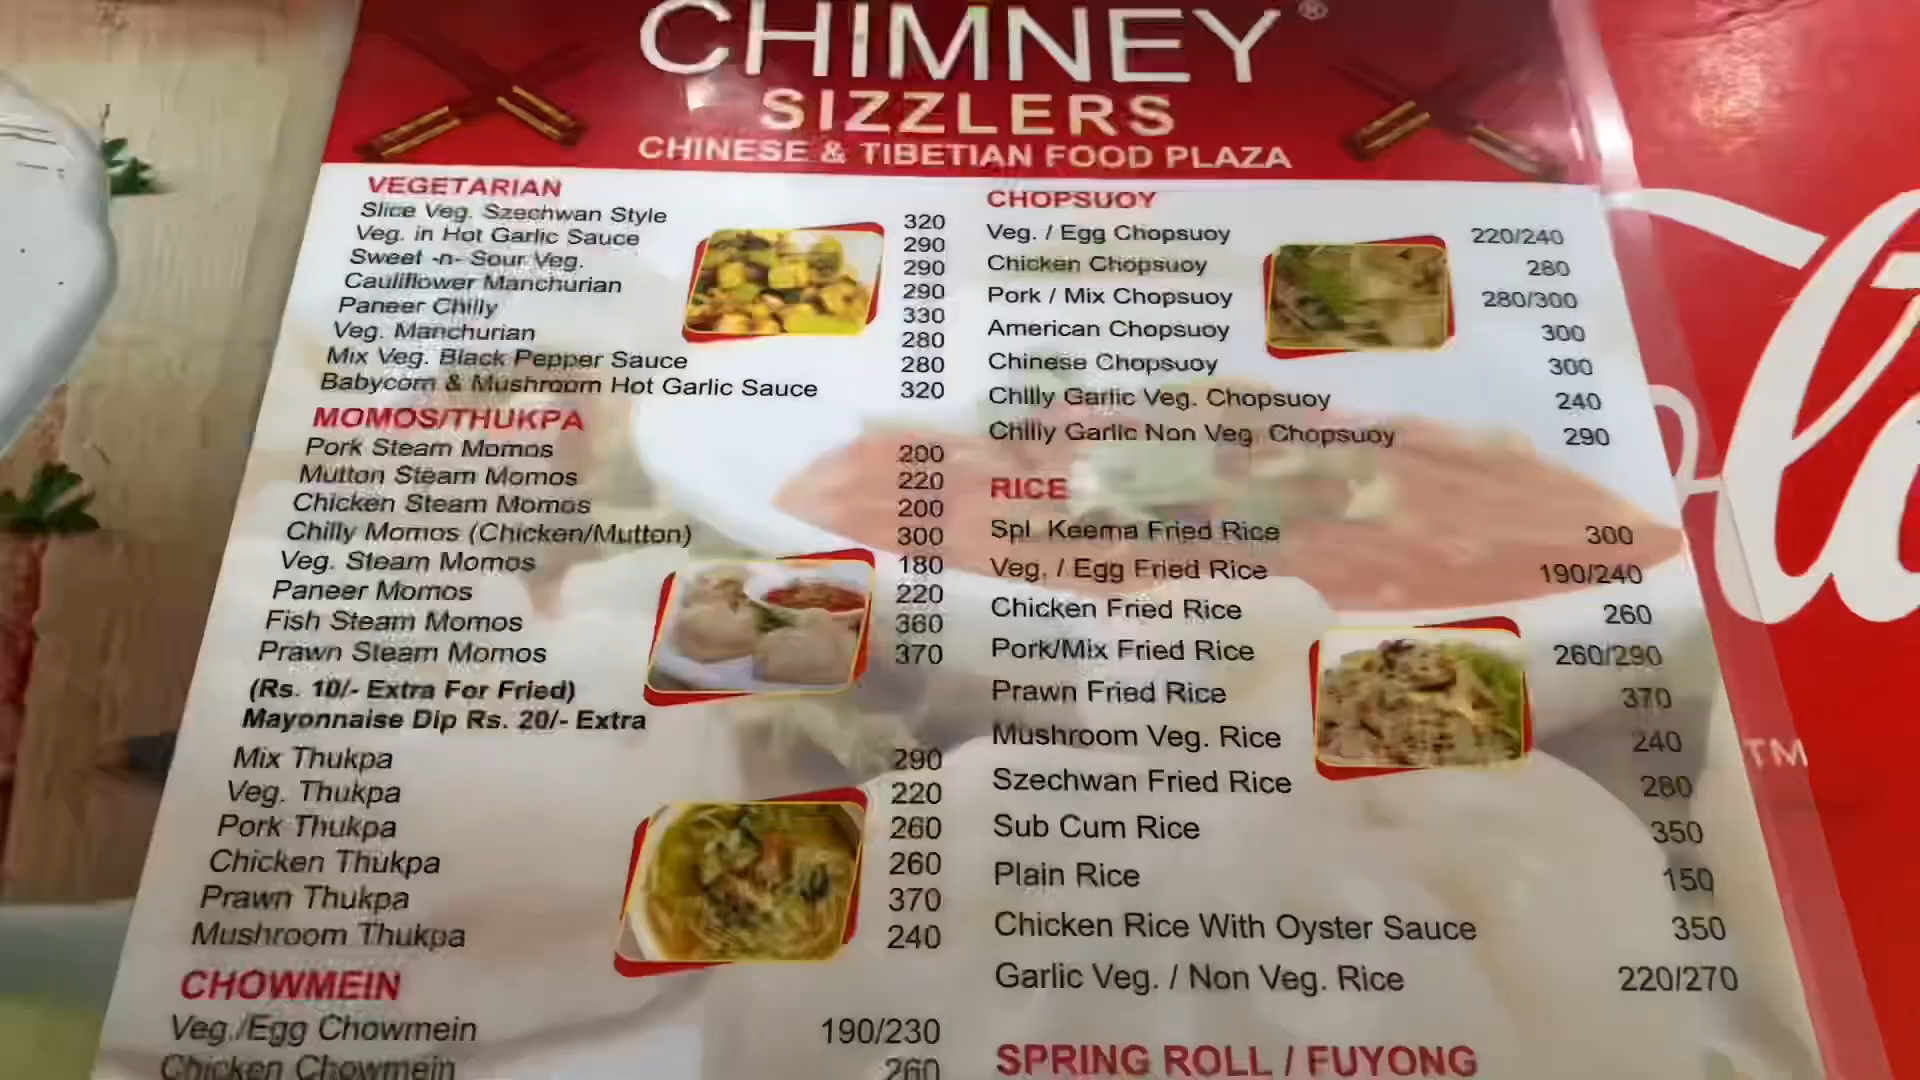 CHIMNEY ®
SIZZLERS
CHINESE & TIBETIAN FOOD PLAZA
VEGETARIAN
Slice Veg. Szechwan Style 320
Veg. in Hot Garlic Sauce 290
Sweet -n- Sour Veg. 290
Cauliflower Manchurian 290
Paneer Chilly 330
Veg. Manchurian 280
Mix Veg. Black Pepper Sauce 280
Babycorn & Mushroom Hot Garlic Sauce 320
MOMOS/THUKPA
Pork Steam Momos 200
Mutton Steam Momos 220
Chicken Steam Momos 200
Chilly Momos (Chicken/Mutton) 300
Veg. Steam Momos 180
Paneer Momos 220
Fish Steam Momos 360
Prawn Steam Momos 370
(Rs. 10/- Extra For Fried)
Mayonnaise Dip Rs. 20/- Extra
Mix Thukpa 290
Veg. Thukpa 220
Pork Thukpa 260
Chicken Thukpa 260
Prawn Thukpa 370
Mushroom Thukpa 240
CHOWMEIN
Veg./Egg Chowmein 190/230
Chicken Chowmein 260
CHOPSUOY
Veg. / Egg Chopsuoy 220/240
Chicken Chopsuoy 280
Pork / Mix Chopsuoy 280/300
American Chopsuoy 300
Chinese Chopsuoy 300
Chilly Garlic Veg. Chopsuoy 240
Chilly Garlic Non Veg. Chopsuoy 290
RICE
Spl. Keema Fried Rice 300
Veg. / Egg Fried Rice 190/240
Chicken Fried Rice 260
Pork/Mix Fried Rice 260/290
Prawn Fried Rice 370
Mushroom Veg. Rice 240
Szechwan Fried Rice 280
Sub Cum Rice 350
Plain Rice 150
Chicken Rice With Oyster Sauce 350
Garlic Veg. / Non Veg. Rice 220/270
SPRING ROLL / FUYONG
TM